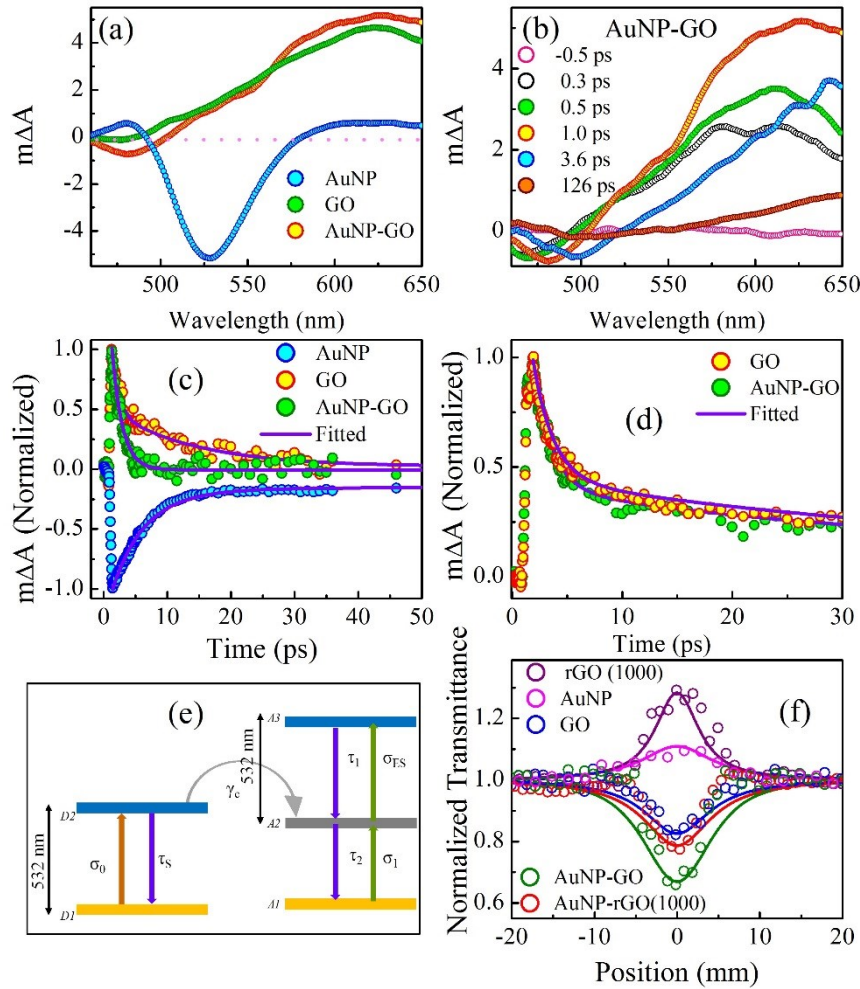 (a)
mΔA
4
2
0
-2
-4
500 550 600 650
Wavelength (nm)
AuNP
GO
AuNP-GO
(b) AuNP-GO
mΔA
4
2
0
500 550 600 650
Wavelength (nm)
-0.5 ps
0.3 ps
0.5 ps
1.0 ps
3.6 ps
126 ps
(c)
mΔA (Normalized)
1.0
0.5
0.0
-0.5
-1.0
0 10 20 30 40 50
Time (ps)
AuNP
GO
AuNP-GO
Fitted
(d)
mΔA (Normalized)
1.0
0.5
0.0
0 10 20 30
Time (ps)
GO
AuNP-GO
Fitted
(e)
532 nm
D2
D1
σ0
τS
γc
532 nm
A3
A2
A1
τ1
σES
τ2
σ1
(f)
Normalized Transmittance
1.2
1.0
0.8
0.6
-20 -10 0 10 20
Position (mm)
rGO (1000)
AuNP
GO
AuNP-GO
AuNP-rGO(1000)